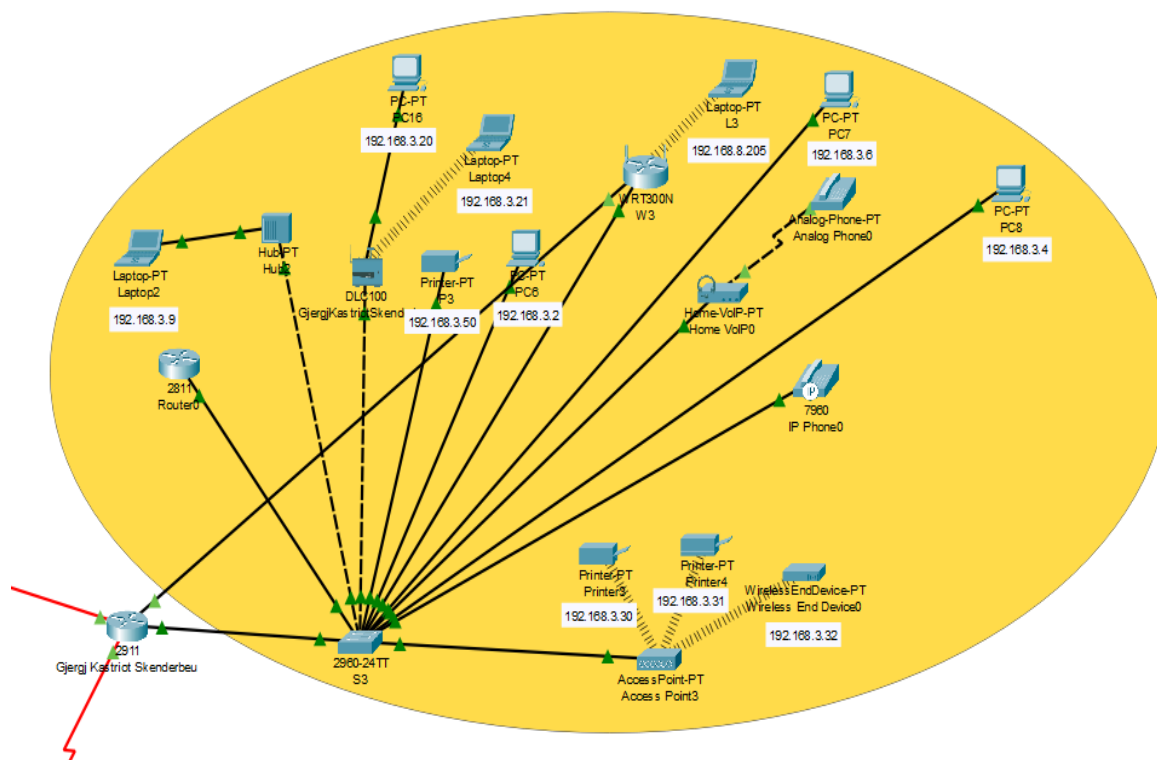 PC-PT
PC16
192.168.3.20
Laptop-PT
Laptop4
192.168.3.21
Laptop-PT
L3
192.168.8.205
PC-PT
PC7
192.168.3.6
WRT300N
W3
Analog-Phone-PT
Analog Phone0
PC-PT
PC8
192.168.3.4
Hub-PT
Hub2
Laptop-PT
Laptop2
192.168.3.9
DLC100
Printer-PT
P3
192.168.3.50
PC-PT
PC6
192.168.3.2
Home-VoIP-PT
Home VoIP0
2811
Router0
IP
7960
IP Phone0
Printer-PT
192.168.3.30
Printer-PT
Printer4
192.168.3.31
WirelessEndDevice-PT
Wireless End Device0
192.168.3.32
2911
Gjergj Kastriot Skenderbeu
2960-24TT
S3
AccessPoint-PT
Access Point3